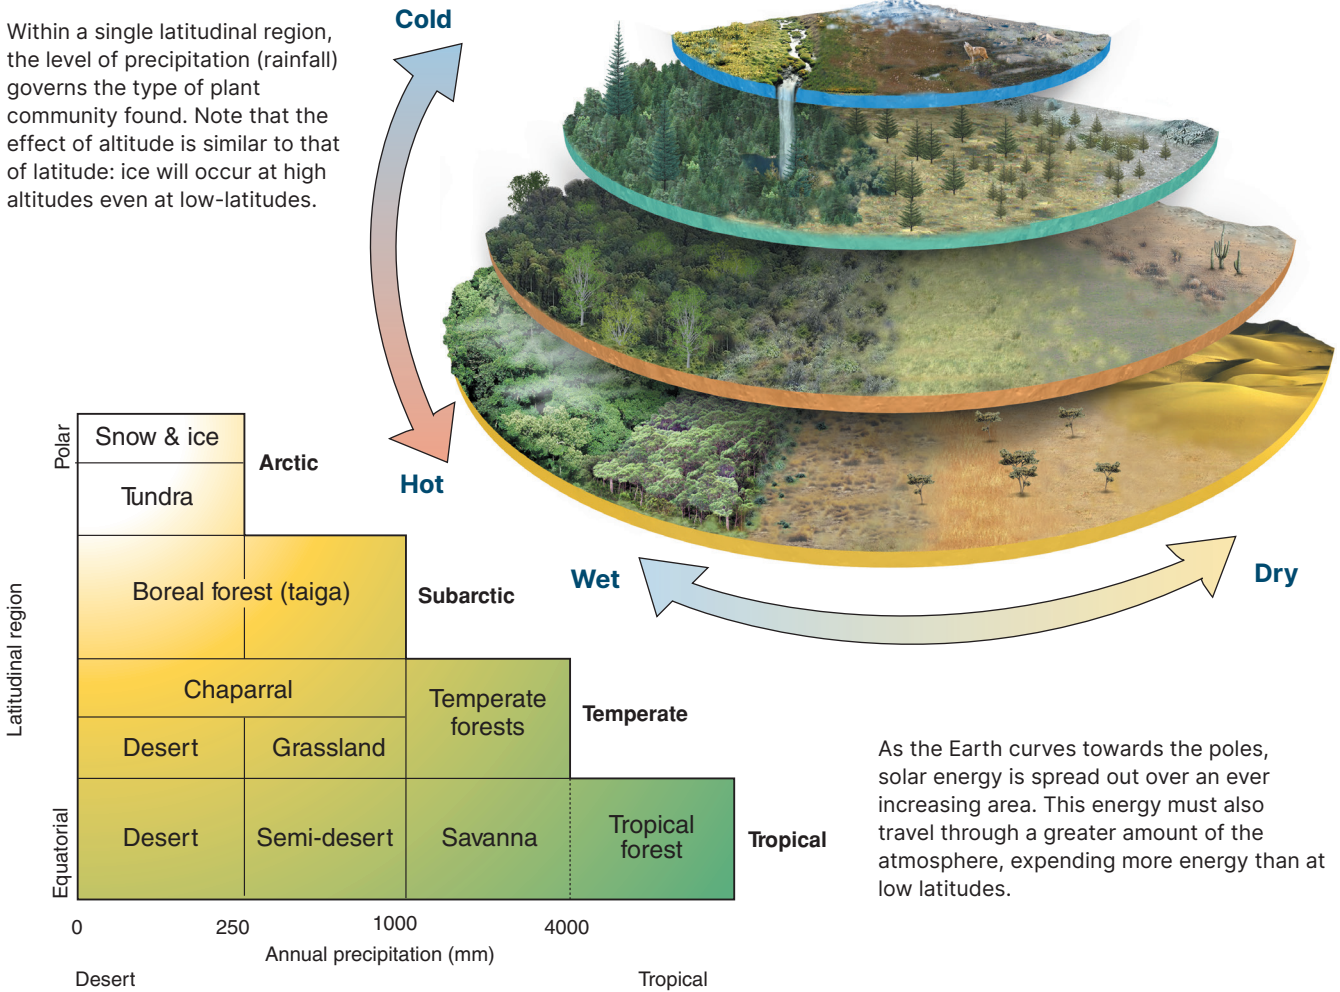 Within a single latitudinal region,
the level of precipitation (rainfall)
governs the type of plant
community found. Note that the
effect of altitude is similar to that
of latitude: ice will occur at high
altitudes even at low-latitudes.
Cold
Hot
Wet
Dry
Polar
Snow & ice
Arctic
Tundra
Boreal forest (taiga)
Subarctic
Latitudinal region
Chaparral
Temperate
forests
Temperate
Desert
Grassland
Equatorial
Desert
Semi-desert
Savanna
Tropical
forest
Tropical
0
250
1000
4000
Annual precipitation (mm)
Desert
Tropical
As the Earth curves towards the poles,
solar energy is spread out over an ever
increasing area. This energy must also
travel through a greater amount of the
atmosphere, expending more energy than at
low latitudes.